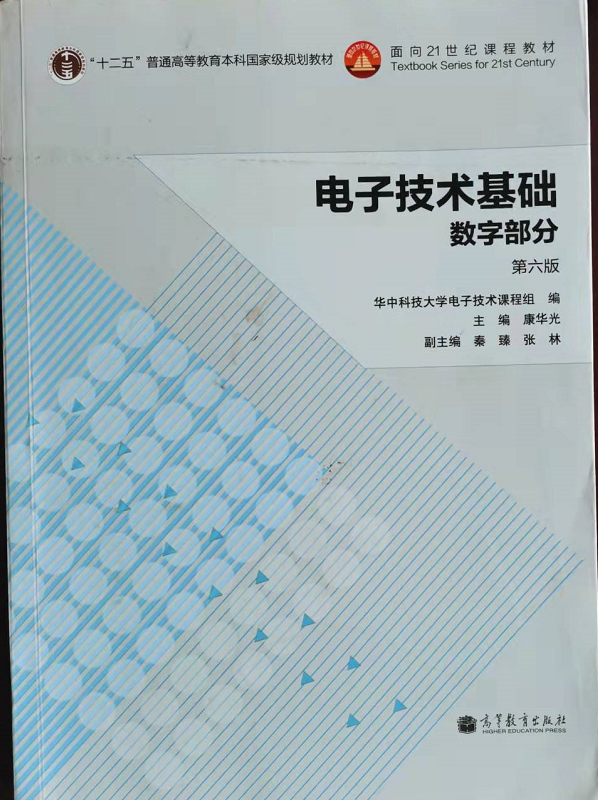 “十二五”普通高等教育本科国家级规划教材
面向21世纪课程教材
Textbook Series for 21st Century
电子技术基础
数字部分
第六版
华中科技大学电子技术课程组 编
主 编 康华光
副主编 秦 臻 张 林
高等教育出版社
HIGHER EDUCATION PRESS